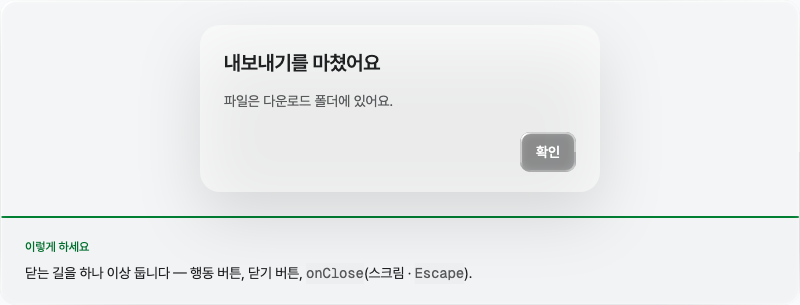 내보내기를 마쳤어요
파일은 다운로드 폴더에 있어요.
확인
이렇게 하세요
닫는 길을 하나 이상 둡니다 — 행동 버튼, 닫기 버튼, onClose(스크림 · Escape).